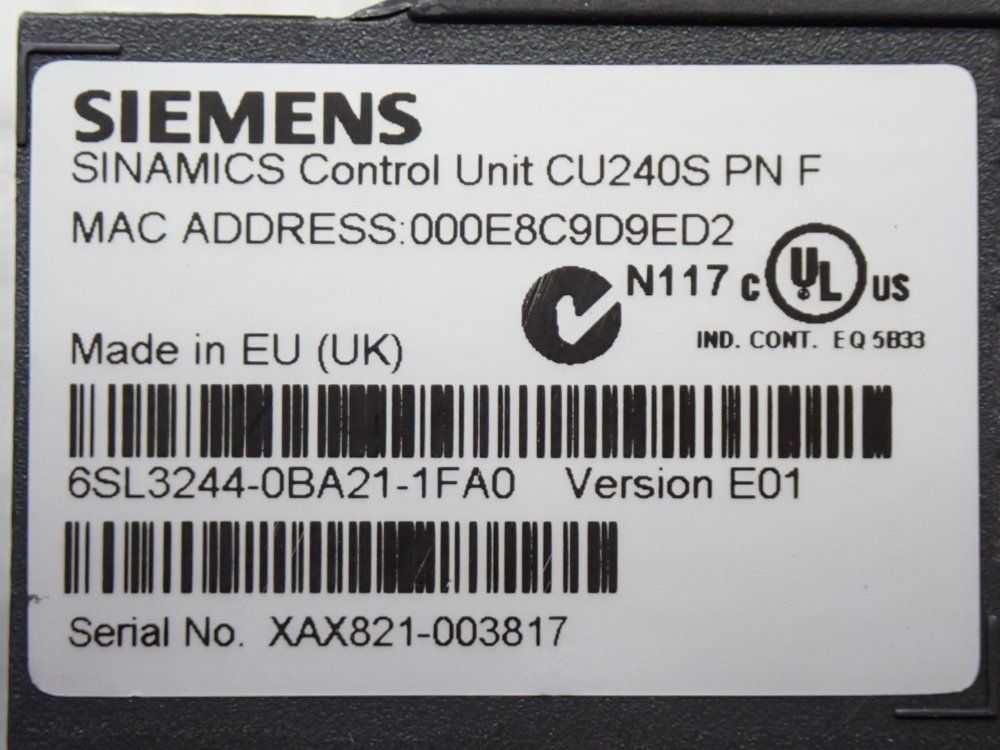 SIEMENS
SINAMICS Control Unit CU240S PN F
MAC ADDRESS:000E8C9D9ED2
N117 C UL US
IND. CONT. EQ 5B33
Made in EU (UK)
6SL3244-0BA21-1FA0 Version E01
Serial No. XAX821-003817